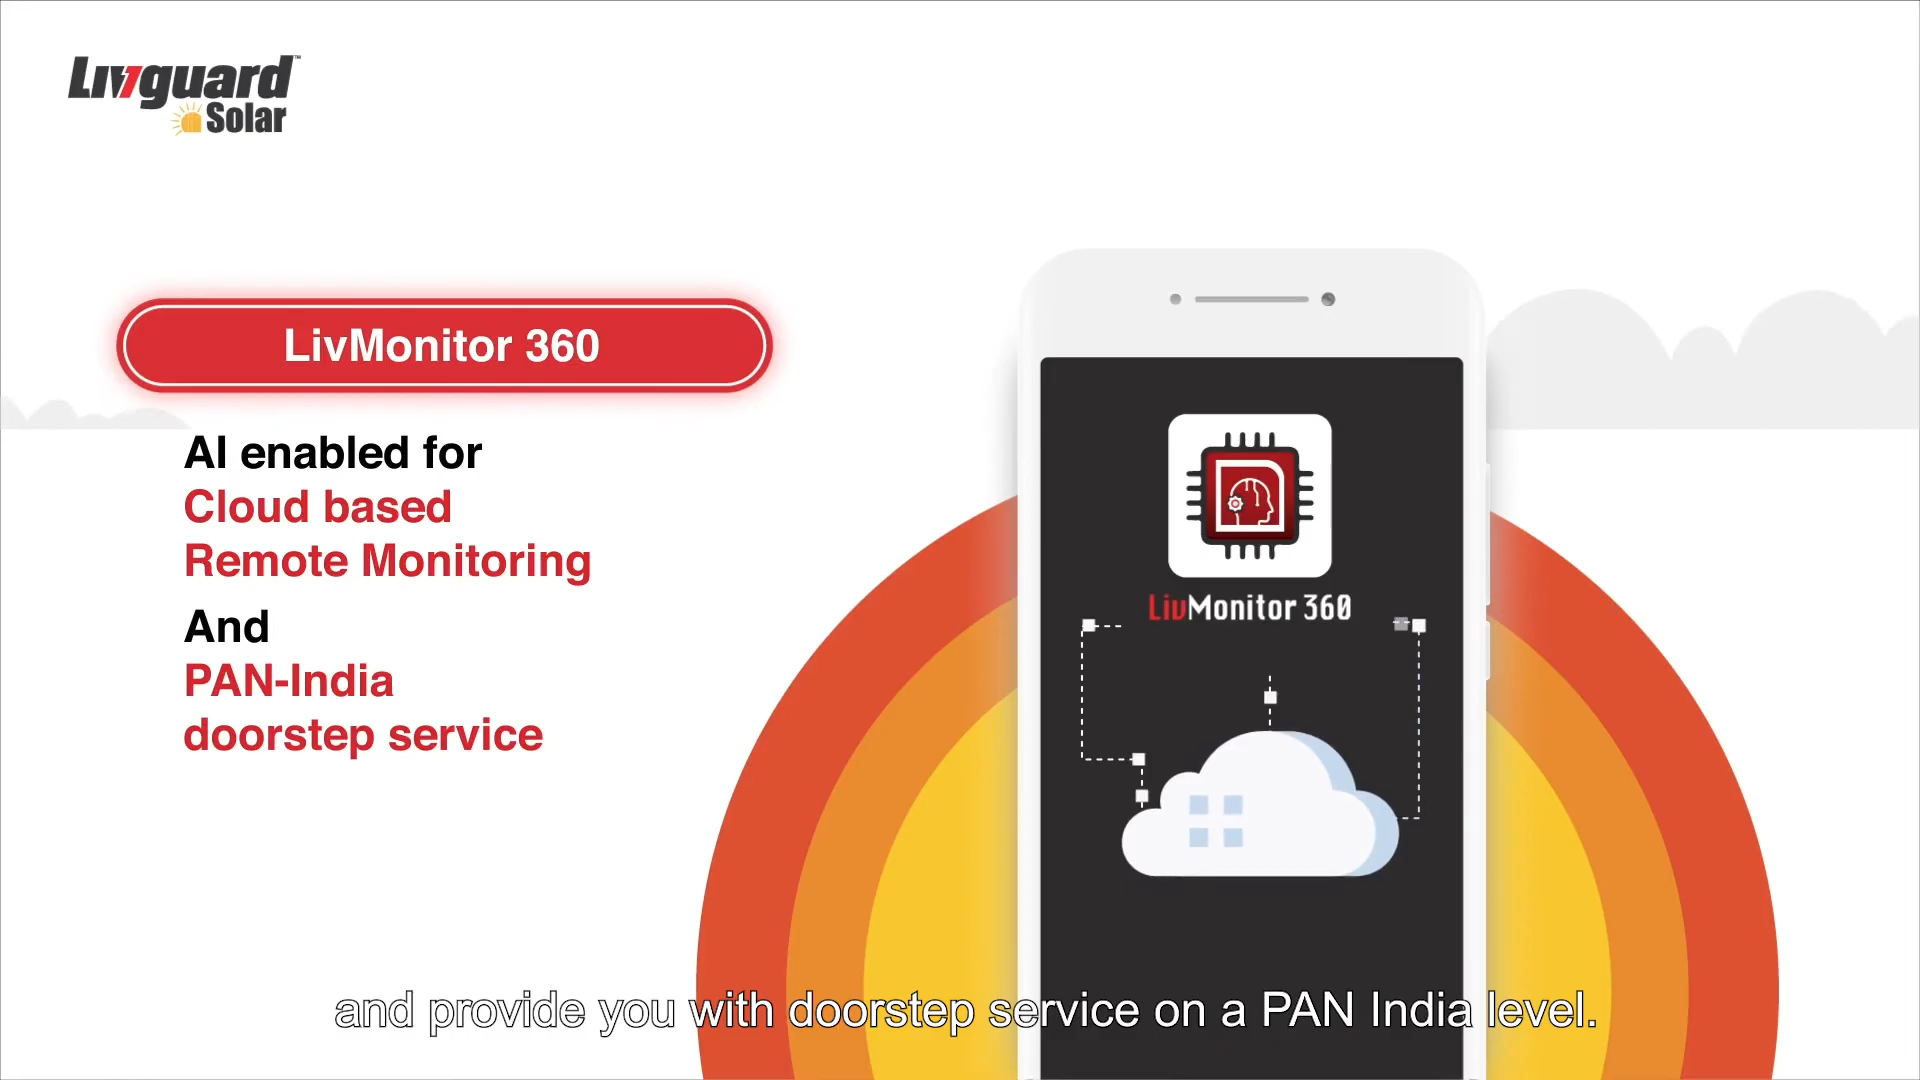 Livguard™
Solar
LivMonitor 360
AI enabled for
Cloud based
Remote Monitoring
And
PAN-India
doorstep service
LivMonitor 360
and provide you with doorstep service on a PAN India level.